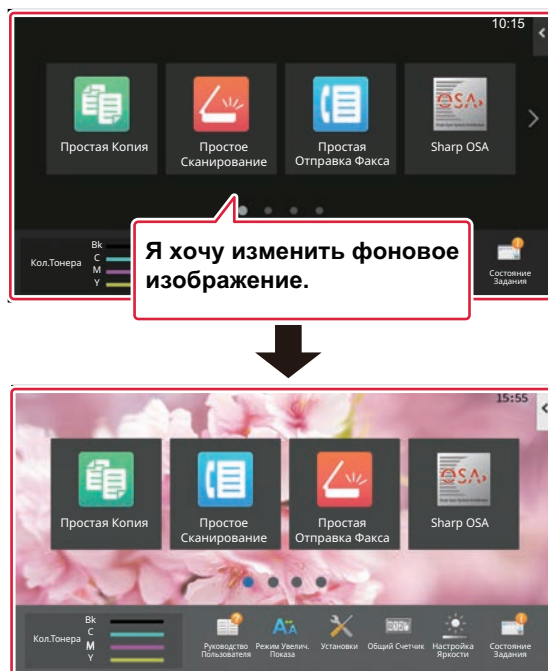 10:15
Простая Копия
Простое
Сканирование
Простая
Отправка Факса
OSA
Sharp OSA
Я хочу изменить фоновое
изображение.
Кол.Тонера
Bk
C
M
Y
Состояние
Задания
15:55
Простая Копия
Простое
Сканирование
Простая
Отправка Факса
OSA
Sharp OSA
Кол.Тонера
Bk
C
M
Y
Руководство
Пользователя
Режим Увелич.
Показа
Установки
Общий Счетчик
Настройка
Яркости
Состояние
Задания